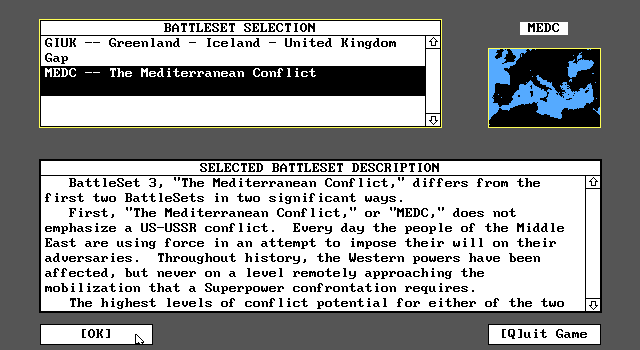 BATTLESET SELECTION
GIUK -- Greenland - Iceland - United Kingdom
Gap
MEDC -- The Mediterranean Conflict
MEDC
SELECTED BATTLESET DESCRIPTION
BattleSet 3, "The Mediterranean Conflict," differs from the
first two BattleSets in two significant ways.
First, "The Mediterranean Conflict," or "MEDC," does not
emphasize a US-USSR conflict.  Every day the people of the Middle
East are using force in an attempt to impose their will on their
adversaries.  Throughout history, the Western powers have been
affected, but never on a level remotely approaching the
mobilization that a Superpower confrontation requires.
The highest levels of conflict potential for either of the two
[OK]
[Q]uit Game